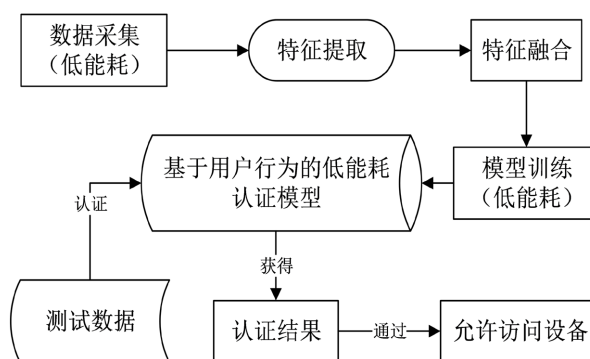 数据采集
（低能耗）
特征提取
特征融合
基于用户行为的低能耗
认证模型
模型训练
（低能耗）
认证
获得
测试数据
认证结果
通过
允许访问设备